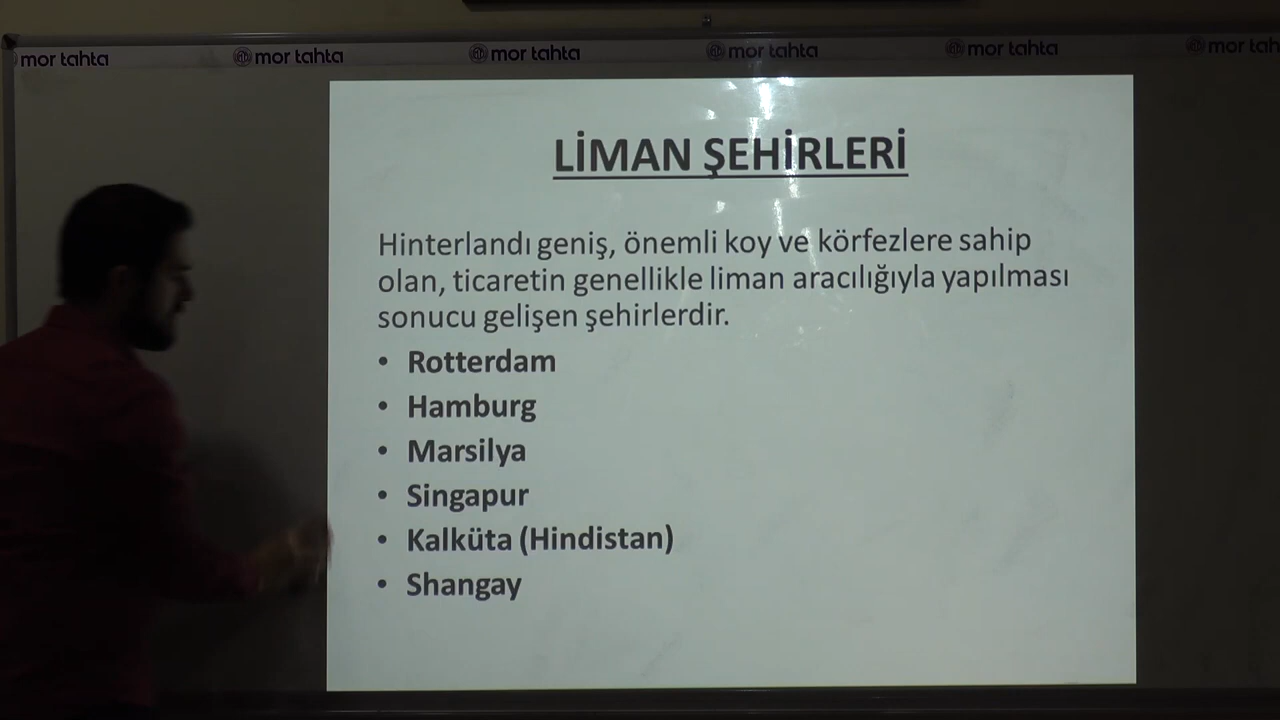 mor tahta mor tahta mor tahta mor tahta mor tahta mor tah
LİMAN ŞEHİRLERİ
Hinterlandı geniş, önemli koy ve körfezlere sahip
olan, ticaretin genellikle liman aracılığıyla yapılması
sonucu gelişen şehirlerdir.
• Rotterdam
• Hamburg
• Marsilya
• Singapur
• Kalküta (Hindistan)
• Shangay